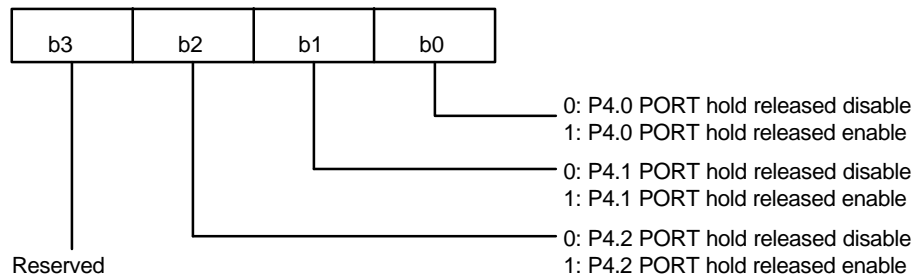 b3 b2 b1 b0
0: P4.0 PORT hold released disable
1: P4.0 PORT hold released enable
0: P4.1 PORT hold released disable
1: P4.1 PORT hold released enable
0: P4.2 PORT hold released disable
Reserved 1: P4.2 PORT hold released enable